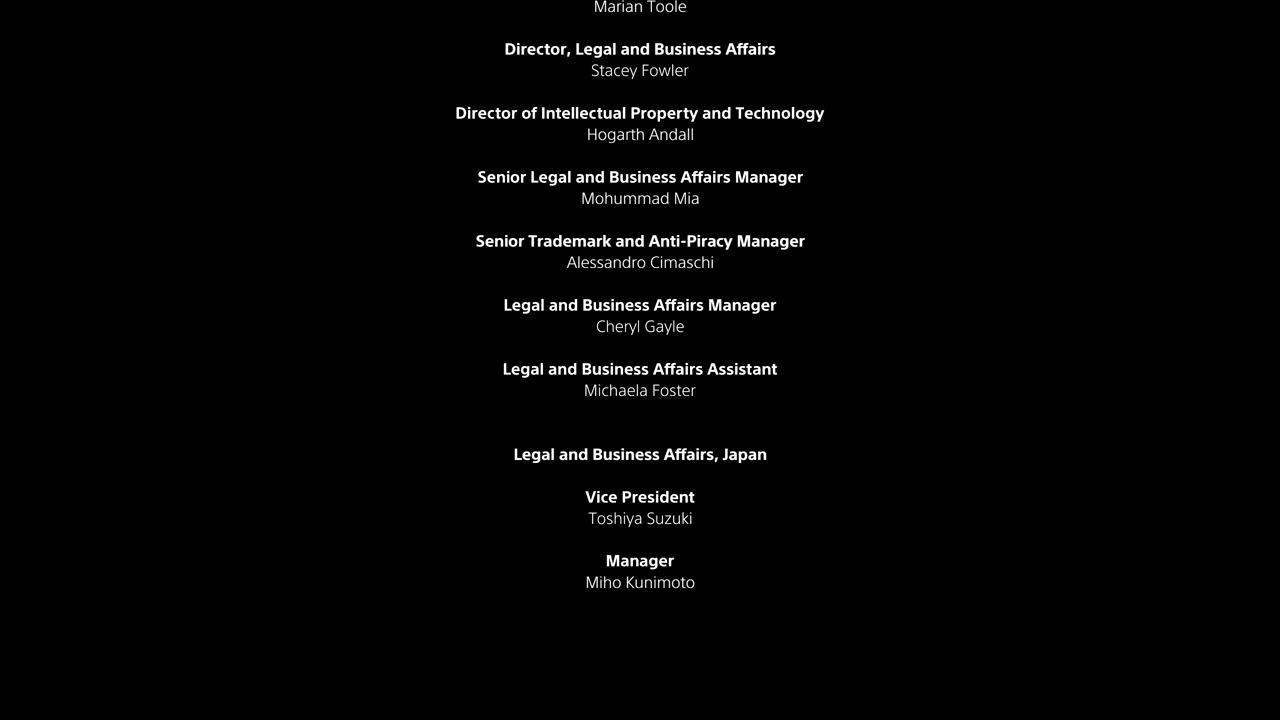 Marian Toole
Director, Legal and Business Affairs
Stacey Fowler
Director of Intellectual Property and Technology
Hogarth Andall
Senior Legal and Business Affairs Manager
Mohummad Mia
Senior Trademark and Anti-Piracy Manager
Alessandro Cimaschi
Legal and Business Affairs Manager
Cheryl Gayle
Legal and Business Affairs Assistant
Michaela Foster
Legal and Business Affairs, Japan
Vice President
Toshiya Suzuki
Manager
Miho Kunimoto